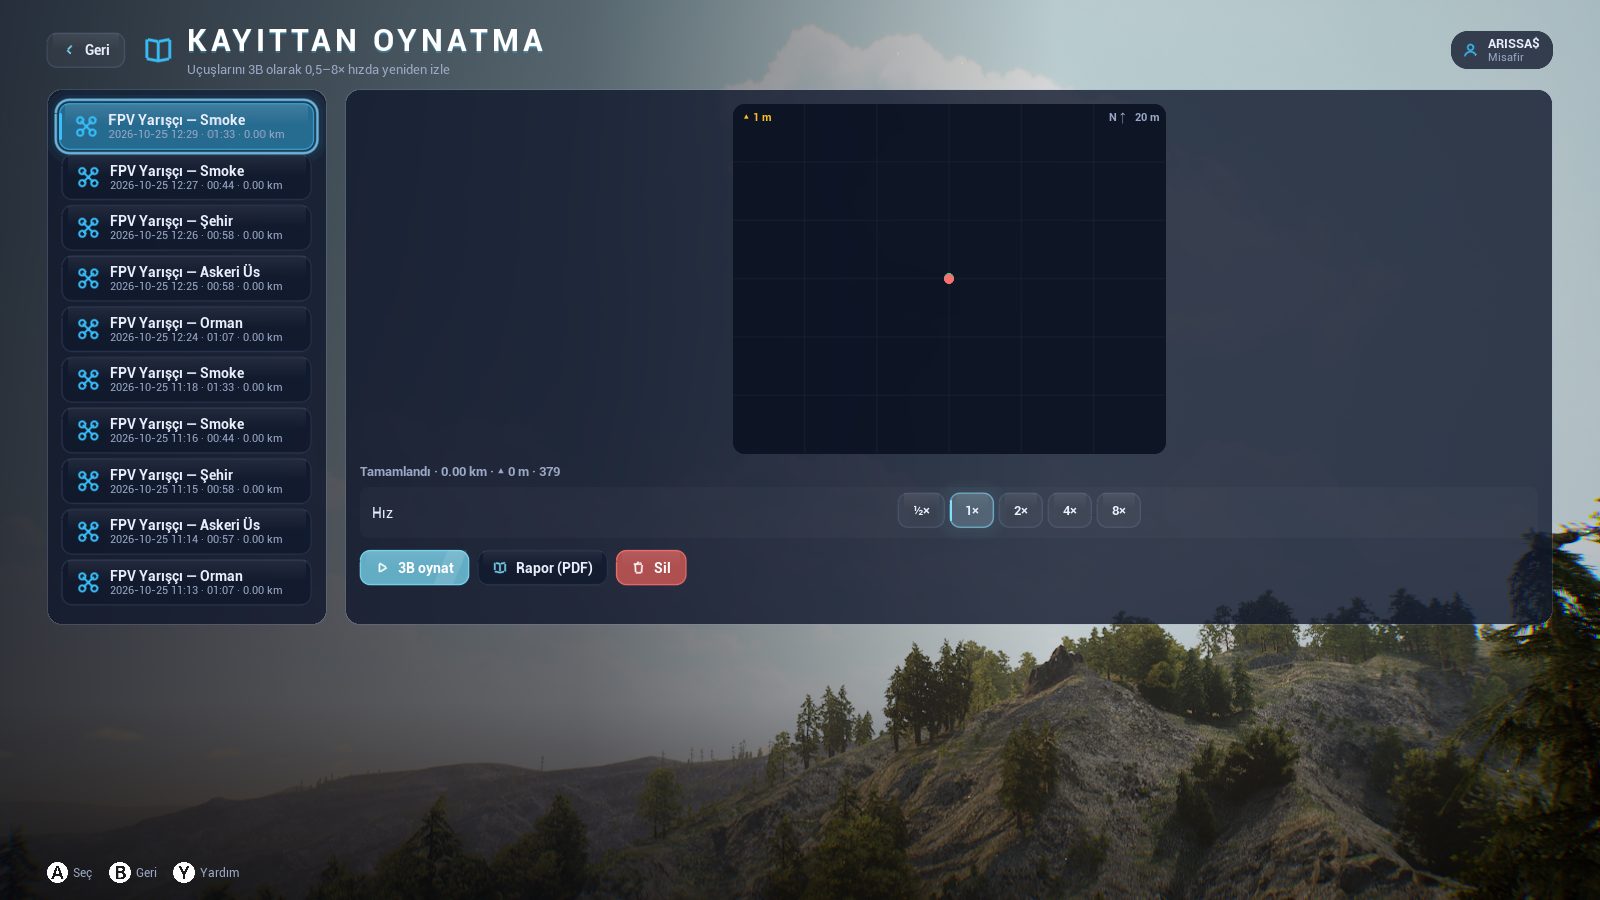 Geri
KAYITTAN OYNATMA
Uçuşlarını 3B olarak 0,5–8× hızda yeniden izle
ARISSA$
Misafir
FPV Yarışçı — Smoke
2026-10-25 12:29 · 01:33 · 0.00 km
FPV Yarışçı — Smoke
2026-10-25 12:27 · 00:44 · 0.00 km
FPV Yarışçı — Şehir
2026-10-25 12:26 · 00:58 · 0.00 km
FPV Yarışçı — Askeri Üs
2026-10-25 12:25 · 00:58 · 0.00 km
FPV Yarışçı — Orman
2026-10-25 12:24 · 01:07 · 0.00 km
FPV Yarışçı — Smoke
2026-10-25 11:18 · 01:33 · 0.00 km
FPV Yarışçı — Smoke
2026-10-25 11:16 · 00:44 · 0.00 km
FPV Yarışçı — Şehir
2026-10-25 11:15 · 00:58 · 0.00 km
FPV Yarışçı — Askeri Üs
2026-10-25 11:14 · 00:57 · 0.00 km
FPV Yarışçı — Orman
2026-10-25 11:13 · 01:07 · 0.00 km
▲ 1 m
N ↑ 20 m
Tamamlandı · 0.00 km · ▲ 0 m · 379
Hız
½× 1× 2× 4× 8×
3B oynat Rapor (PDF) Sil
A Seç B Geri Y Yardım